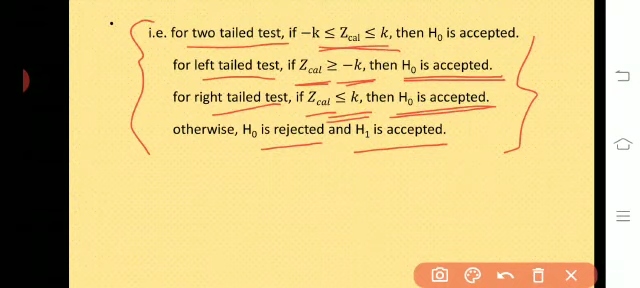 i.e. for two tailed test, if −k ≤ Z_cal ≤ k, then H₀ is accepted.
for left tailed test, if Z_cal ≥ −k, then H₀ is accepted.
for right tailed test, if Z_cal ≤ k, then H₀ is accepted.
otherwise, H₀ is rejected and H₁ is accepted.